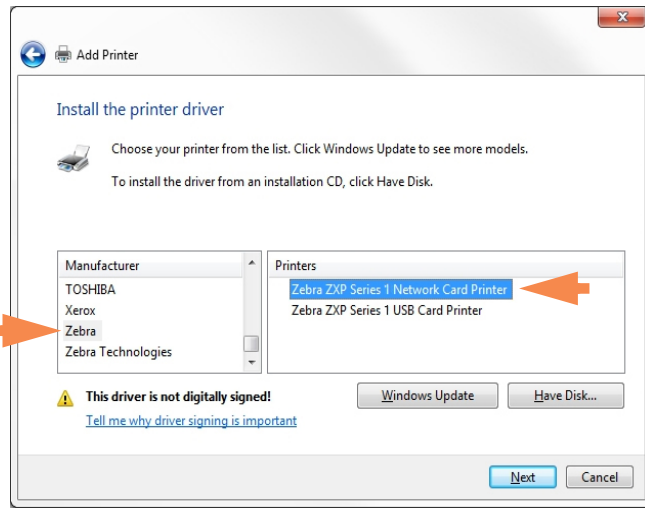 Add Printer
Install the printer driver
Choose your printer from the list. Click Windows Update to see more models.
To install the driver from an installation CD, click Have Disk.
Manufacturer
TOSHIBA
Xerox
Zebra
Zebra Technologies
Printers
Zebra ZXP Series 1 Network Card Printer
Zebra ZXP Series 1 USB Card Printer
This driver is not digitally signed!
Tell me why driver signing is important
Windows Update
Have Disk...
Next
Cancel